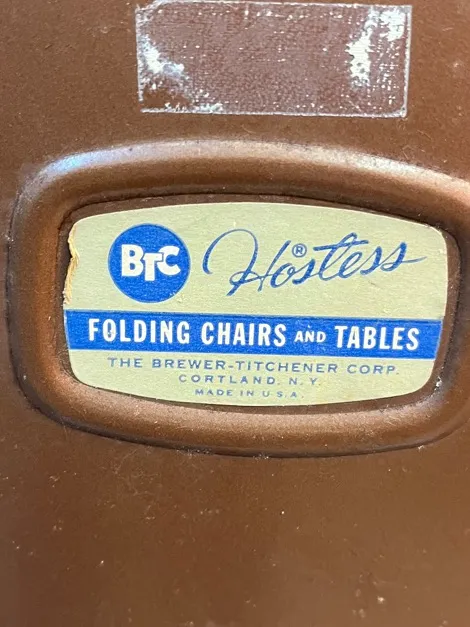 BTC Hostess®
FOLDING CHAIRS AND TABLES
THE BREWER-TITCHENER CORP.
CORTLAND, N.Y.
MADE IN U.S.A.